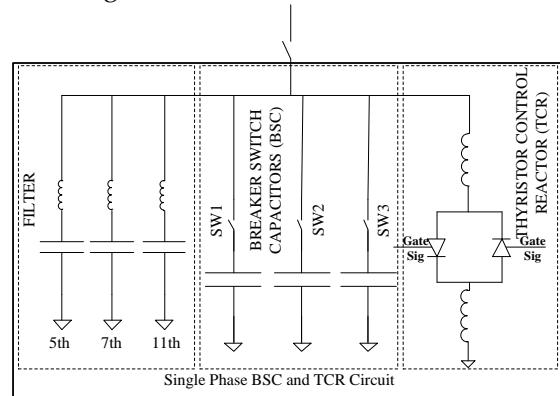 FILTER
5th
7th
11th
SW1
BREAKER SWITCH
CAPACITORS (BSC)
SW2
SW3
THYRISTOR CONTROL
REACTOR (TCR)
Gate
Sig
Gate
Sig
Single Phase BSC and TCR Circuit